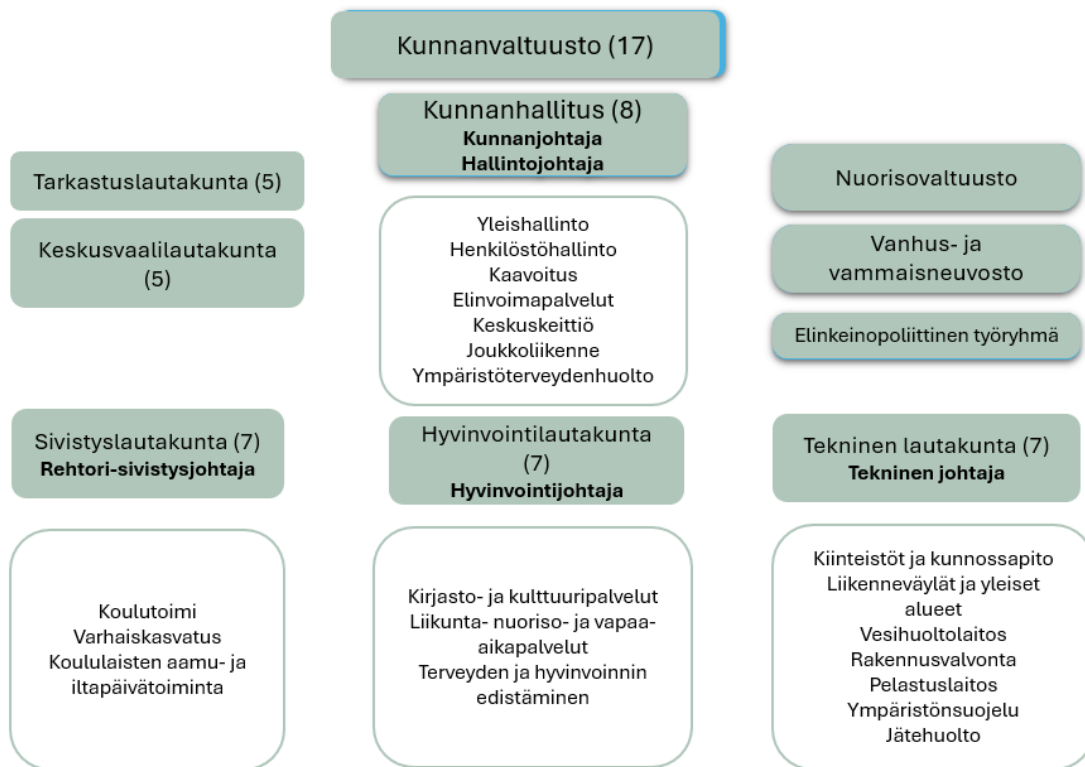 Kunnanvaltuusto (17)
Kunnanhallitus (8)
Kunnanjohtaja
Hallintojohtaja
Tarkastuslautakunta (5)
Keskusvaalilautakunta
(5)
Yleishallinto
Henkilöstöhallinto
Kaavoitus
Elinvoimapalvelut
Keskuskeittiö
Joukkoliikenne
Ympäristöterveydenhuolto
Nuorisovaltuusto
Vanhus- ja
vammaisneuvosto
Elinkeinopoliittinen työryhmä
Sivistyslautakunta (7)
Rehtori-sivistysjohtaja
Hyvinvointilautakunta
(7)
Hyvinvointijohtaja
Tekninen lautakunta (7)
Tekninen johtaja
Koulutoimi
Varhaiskasvatus
Koululaisten aamu- ja
iltapäivätoiminta
Kirjasto- ja kulttuuripalvelut
Liikunta- nuoriso- ja vapaa-
aikapalvelut
Terveyden ja hyvinvoinnin
edistäminen
Kiinteistöt ja kunnossapito
Liikenneväylät ja yleiset
alueet
Vesihuoltolaitos
Rakennusvalvonta
Pelastuslaitos
Ympäristönsuojelu
Jätehuolto